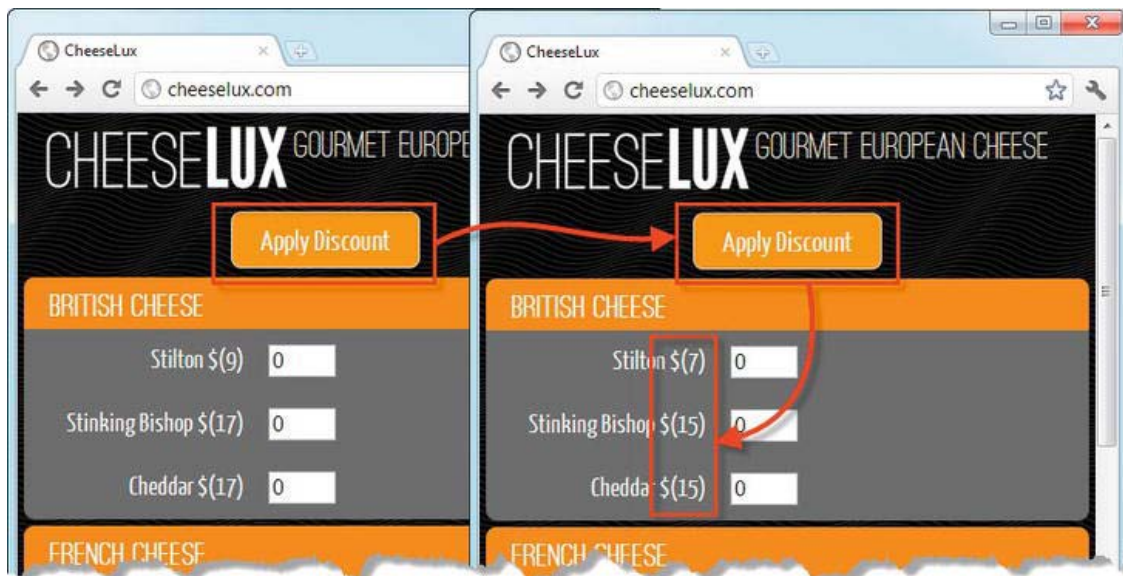 CheeseLux
cheeselux.com
CHEESELUX GOURMET EUROPE
Apply Discount
BRITISH CHEESE
Stilton $(9) 0
Stinking Bishop $(17) 0
Cheddar $(17) 0
FRENCH CHEESE
CheeseLux
cheeselux.com
CHEESELUX GOURMET EUROPEAN CHEESE
Apply Discount
BRITISH CHEESE
Stilton $(7) 0
Stinking Bishop $(15) 0
Cheddar $(15) 0
FRENCH CHEESE